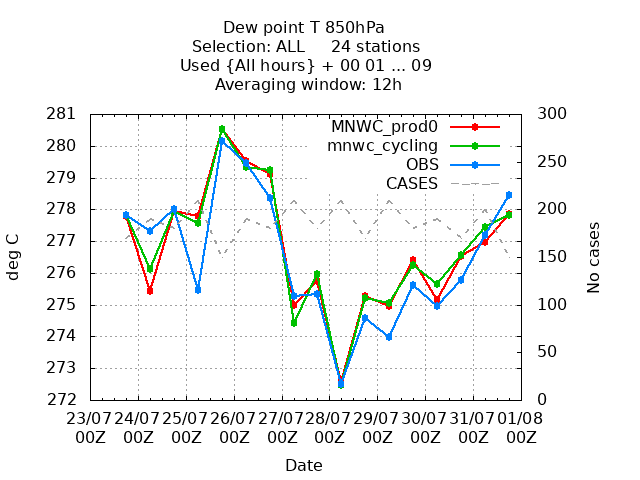 Dew point T 850hPa
Selection: ALL     24 stations
Used {All hours} + 00 01 ... 09
Averaging window: 12h
MNWC_prod0
mnwc_cycling
OBS
CASES
281
280
279
278
277
276
275
274
273
272
300
250
200
150
100
50
0
deg C
No cases
23/07 24/07 25/07 26/07 27/07 28/07 29/07 30/07 31/07 01/08
00Z 00Z 00Z 00Z 00Z 00Z 00Z 00Z 00Z 00Z
Date